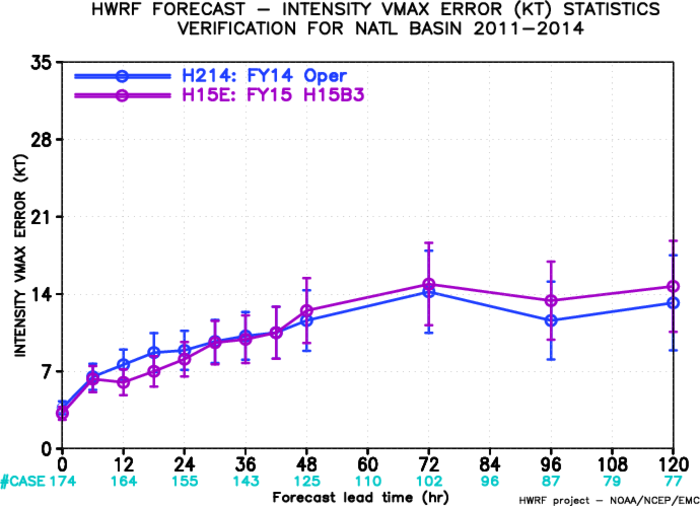 HWRF FORECAST – INTENSITY VMAX ERROR (KT) STATISTICS
VERIFICATION FOR NATL BASIN 2011–2014
H214: FY14 Oper
H15E: FY15 H15B3
INTENSITY VMAX ERROR (KT)
35
28
21
14
7
0
0 12 24 36 48 60 72 84 96 108 120
#CASE 174 164 155 143 125 110 102 96 87 79 77
Forecast lead time (hr)
HWRF project – NOAA/NCEP/EMC